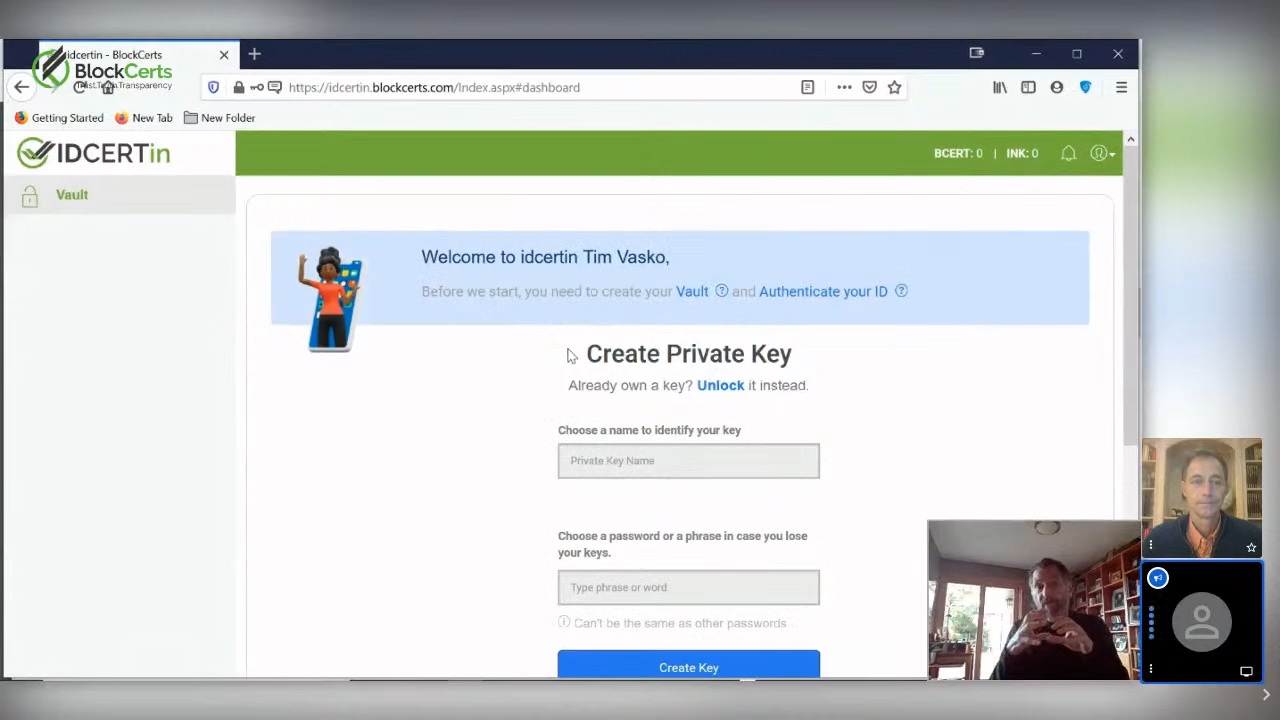 idcertin - BlockCerts
BlockCerts
Trust.Truth.Transparency
https://idcertin.blockcerts.com/Index.aspx#dashboard
Getting Started
New Tab
New Folder
IDCERTin
BCERT: 0 | INK: 0
Vault
Welcome to idcertin Tim Vasko,
Before we start, you need to create your Vault ? and Authenticate your ID ?
Create Private Key
Already own a key? Unlock it instead.
Choose a name to identify your key
Private Key Name
Choose a password or a phrase in case you lose
your keys.
Type phrase or word
Can't be the same as other passwords
Create Key